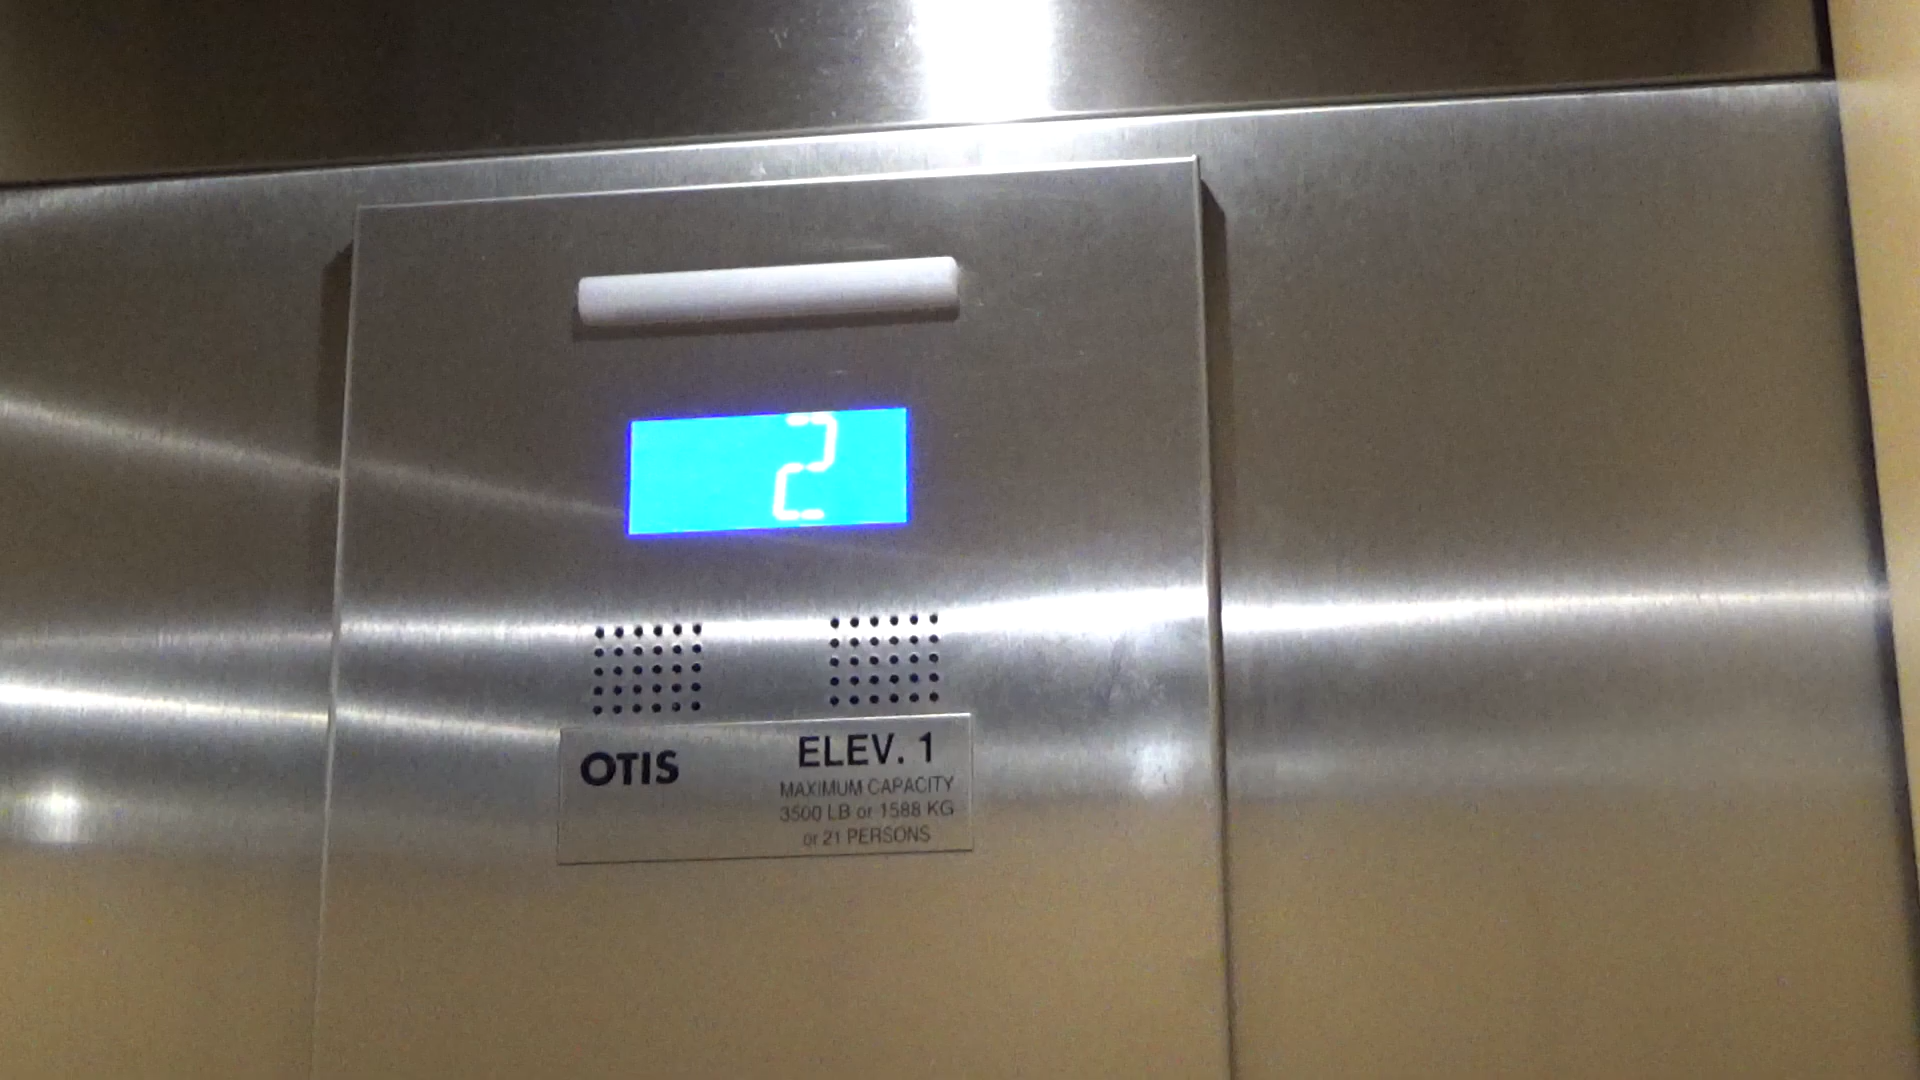 2
OTIS
ELEV. 1
MAXIMUM CAPACITY
3500 LB or 1588 KG
or 21 PERSONS